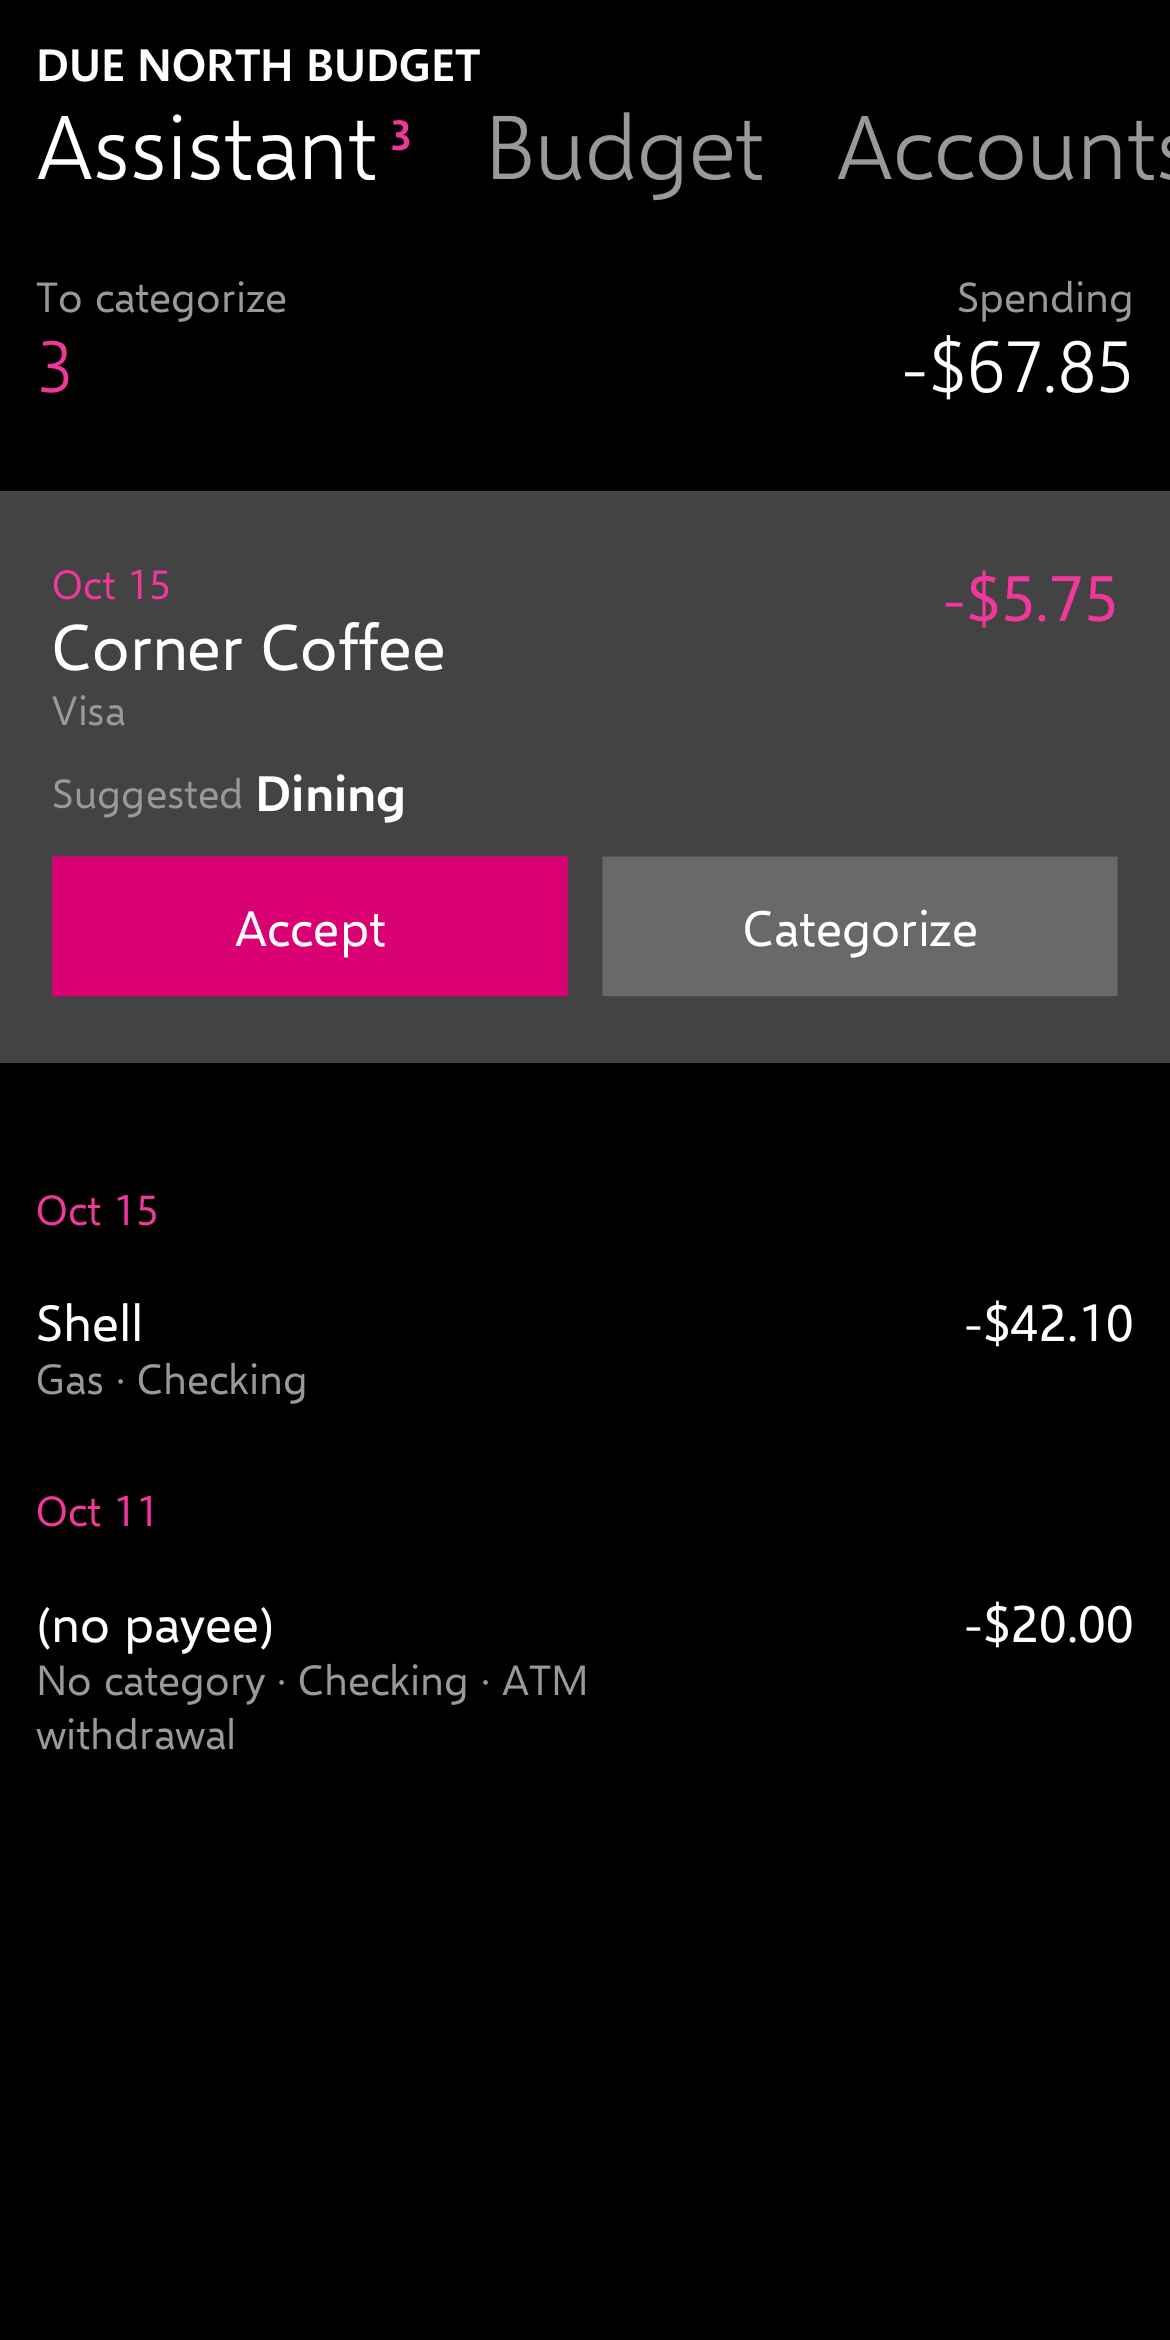 DUE NORTH BUDGET
Assistant 3 Budget Accounts
To categorize Spending
3 -$67.85
Oct 15 -$5.75
Corner Coffee
Visa
Suggested Dining
Accept Categorize
Oct 15
Shell -$42.10
Gas · Checking
Oct 11
(no payee) -$20.00
No category · Checking · ATM
withdrawal